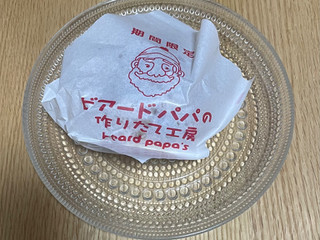 期間限定
ビアードパパの
作りたて工房
beard papa's